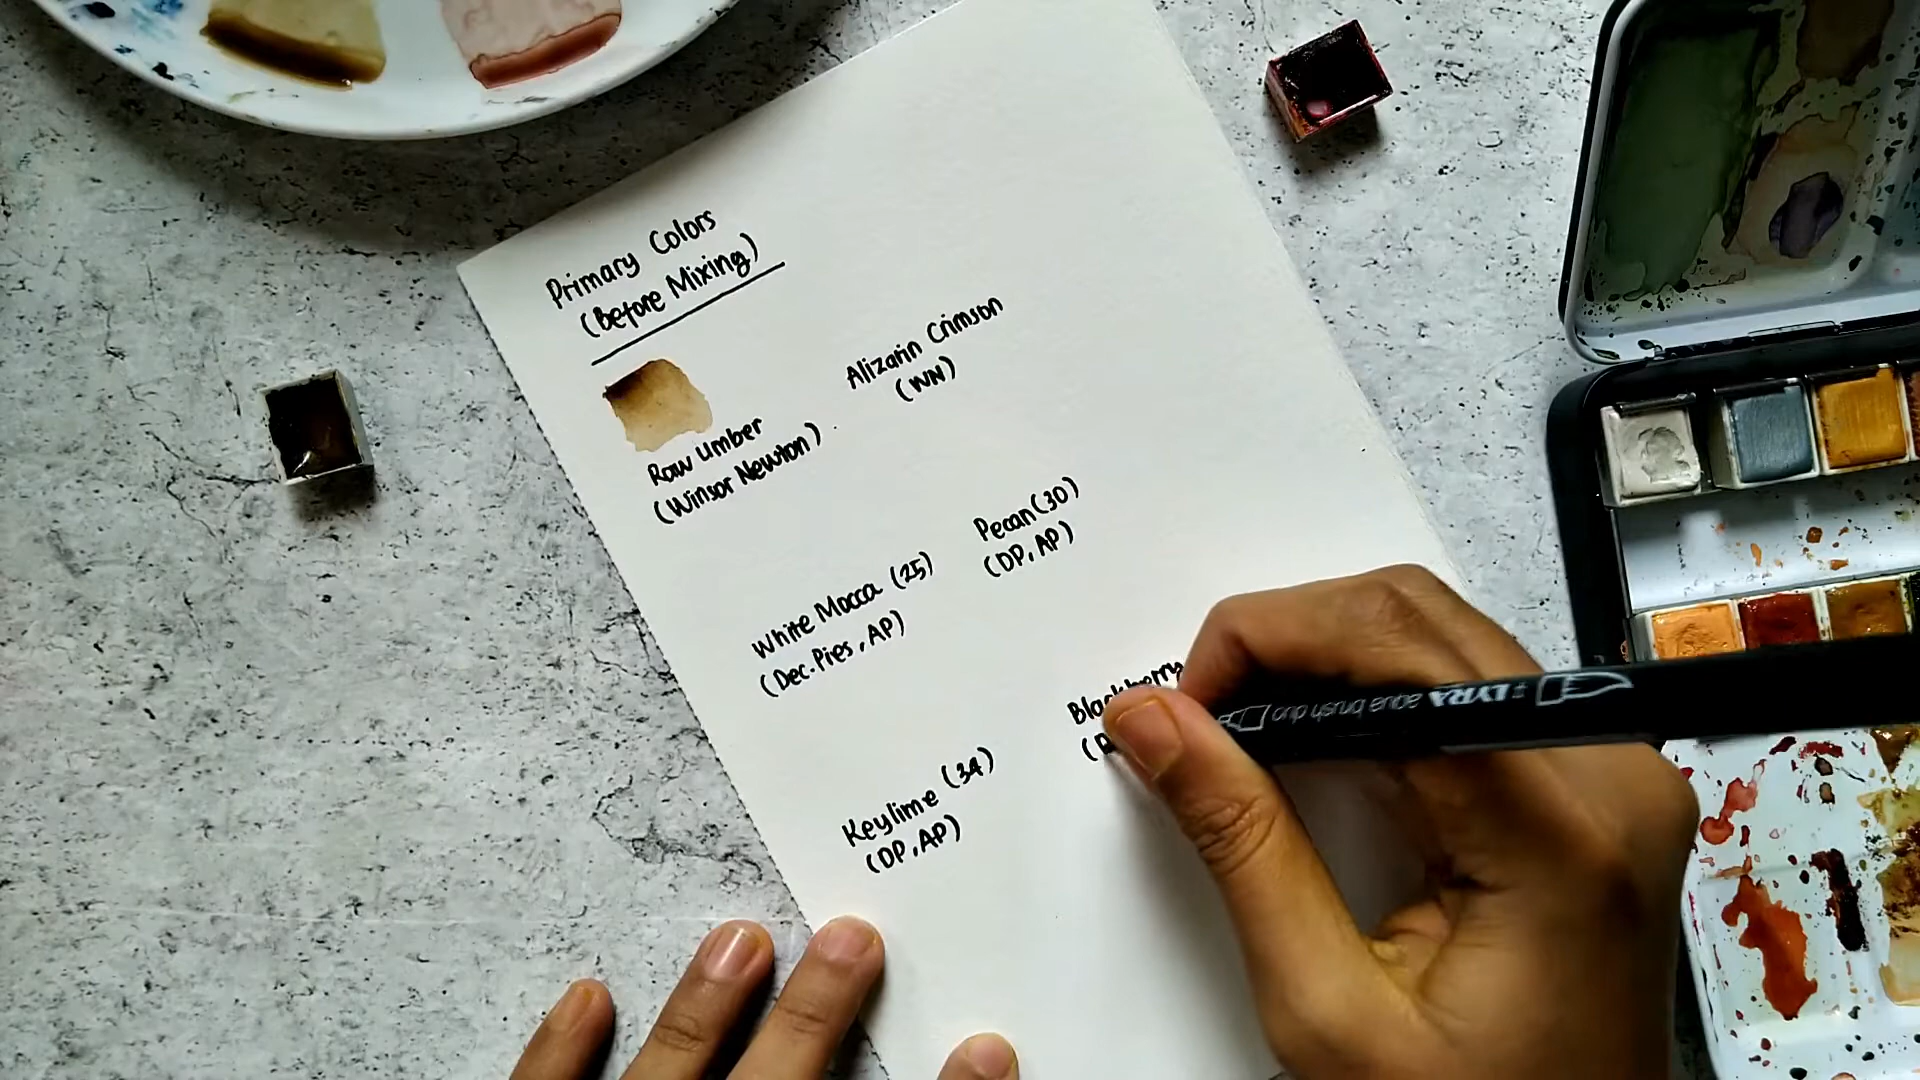 Primary Colors
(Before Mixing)
Raw Umber
(Winsor Newton)
Alizarin Crimson
(WN)
White Mocca (25)
(Dec. Pies, AP)
Pecan (30)
(DP, AP)
Keylime (34)
(DP, AP)
Blackberry
LYRA aqua brush duo